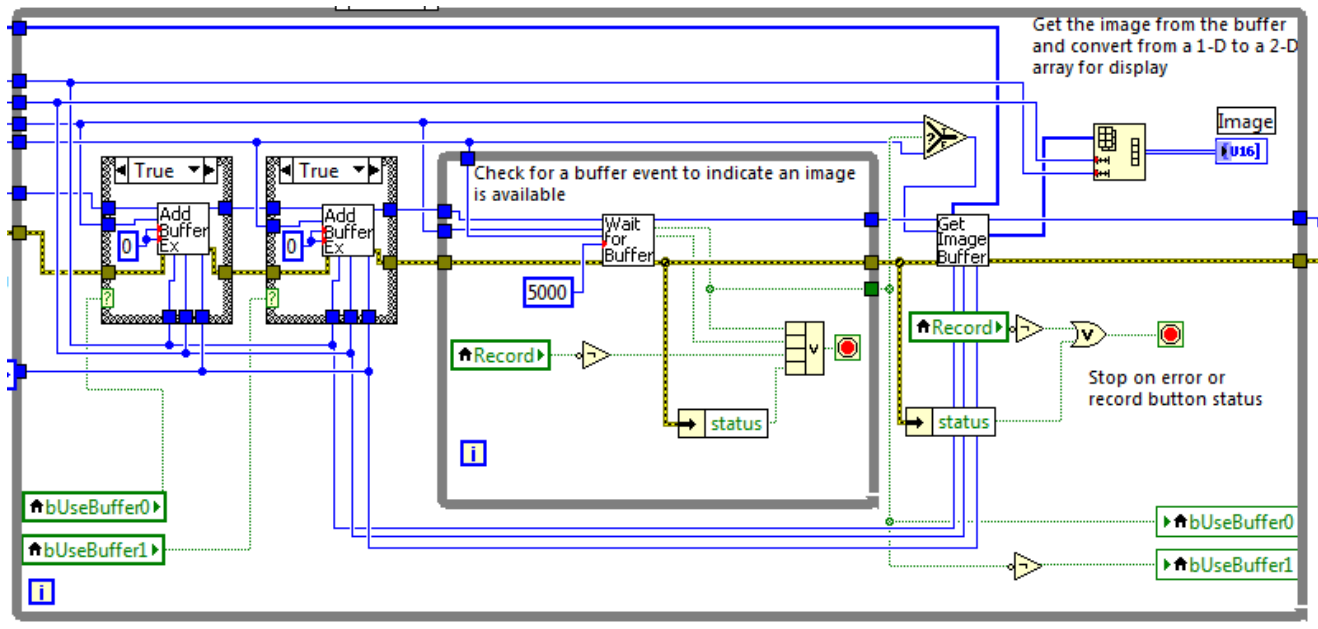 Get the image from the buffer
and convert from a 1-D to a 2-D
array for display
Image
[U16]
True
True
Check for a buffer event to indicate an image
is available
Add
Buffer
Ex
0
Add
Buffer
Ex
0
Wait
for
Buffer
Get
Image
Buffer
5000
Record
Record
status
status
Stop on error or
record button status
i
bUseBuffer0
bUseBuffer1
bUseBuffer0
bUseBuffer1
i